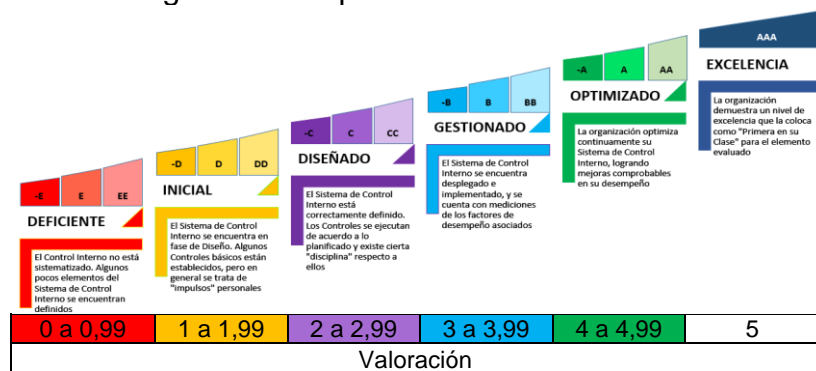 -E E EE
DEFICIENTE
El Control Interno no está
sistematizado. Algunos
pocos elementos del
Sistema de Control
Interno se encuentran
definidos
-D D DD
INICIAL
El Sistema de Control
Interno se encuentra en
fase de Diseño. Algunos
Controles básicos están
establecidos, pero en
general se trata de
"impulsos" personales
-C C CC
DISEÑADO
El Sistema de Control
Interno está
correctamente definido.
Los Controles se ejecutan
de acuerdo a lo
planificado y existe cierta
"disciplina" respecto a
ellos
-B B BB
GESTIONADO
El Sistema de Control
Interno se encuentra
desplegado e
implementado, y se
cuenta con mediciones
de los factores de
desempeño asociados
-A A AA
OPTIMIZADO
La organización optimiza
continuamente su
Sistema de Control
Interno, logrando
mejoras comprobables
en su desempeño
AAA
EXCELENCIA
La organización
demuestra un nivel de
excelencia que la coloca
como "Primera en su
Clase" para el elemento
evaluado
0 a 0,99 1 a 1,99 2 a 2,99 3 a 3,99 4 a 4,99 5
Valoración